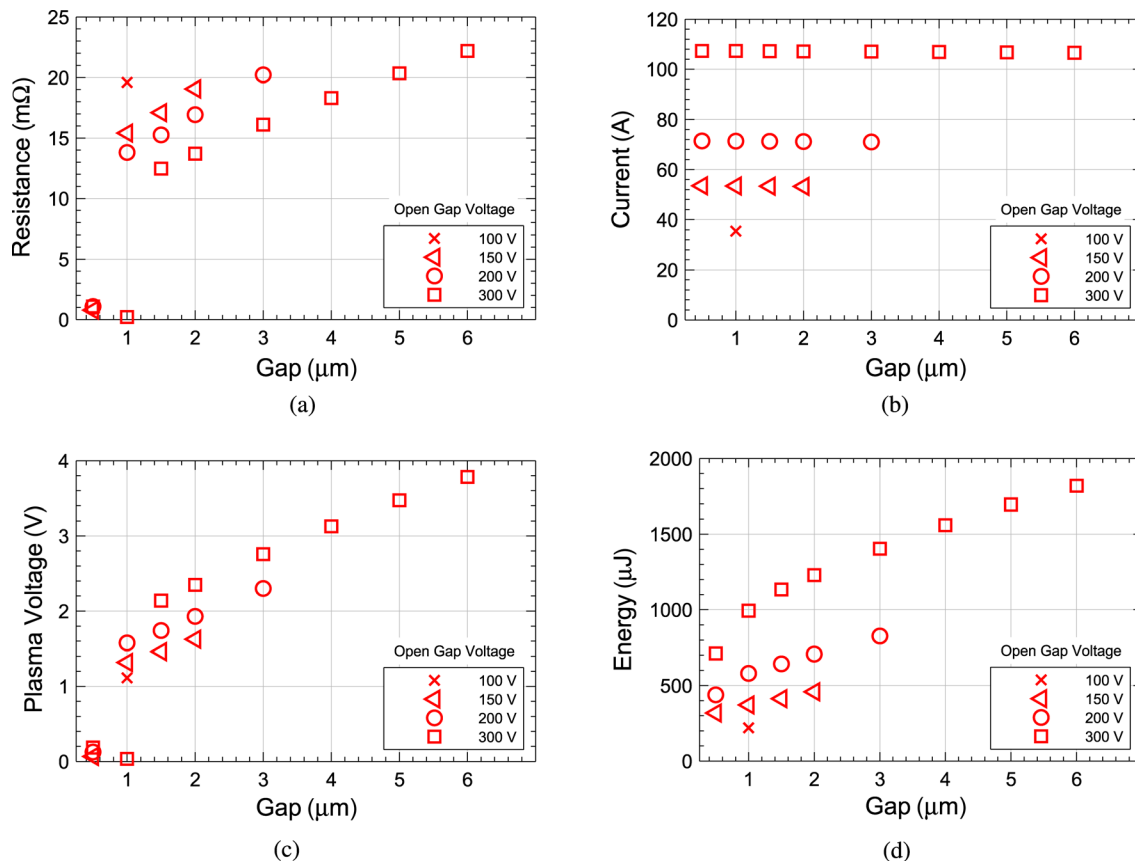 (a)
25
20
15
10
5
0
Resistance (mΩ)
1 2 3 4 5 6
Gap (μm)
Open Gap Voltage
100 V
150 V
200 V
300 V
(b)
120
100
80
60
40
20
0
Current (A)
1 2 3 4 5 6
Gap (μm)
Open Gap Voltage
100 V
150 V
200 V
300 V
(c)
4
3
2
1
0
Plasma Voltage (V)
1 2 3 4 5 6
Gap (μm)
Open Gap Voltage
100 V
150 V
200 V
300 V
(d)
2000
1500
1000
500
0
Energy (μJ)
1 2 3 4 5 6
Gap (μm)
Open Gap Voltage
100 V
150 V
200 V
300 V